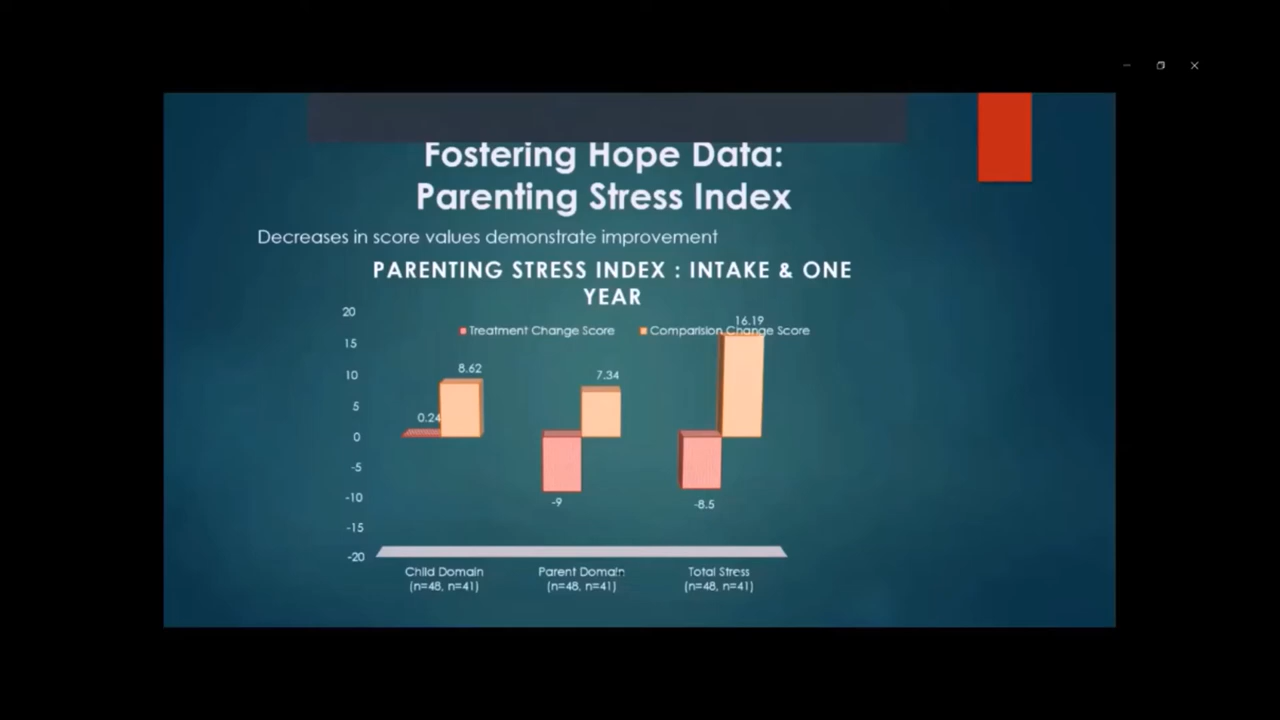 Fostering Hope Data:
Parenting Stress Index
Decreases in score values demonstrate improvement
PARENTING STRESS INDEX : INTAKE & ONE
YEAR
20
15
10
5
0
-5
-10
-15
-20
Treatment Change Score
Comparision Change Score
0.24
8.62
-9
7.34
-8.5
16.19
Child Domain
(n=48, n=41)
Parent Domain
(n=48, n=41)
Total Stress
(n=48, n=41)